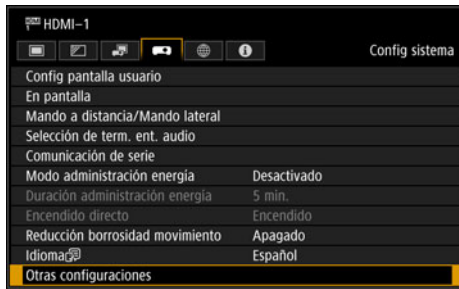 HDMI-1
Config sistema
Config pantalla usuario
En pantalla
Mando a distancia/Mando lateral
Selección de term. ent. audio
Comunicación de serie
Modo administración energía Desactivado
Duración administración energía 5 min.
Encendido directo Encendido
Reducción borrosidad movimiento Apagado
Idioma Español
Otras configuraciones